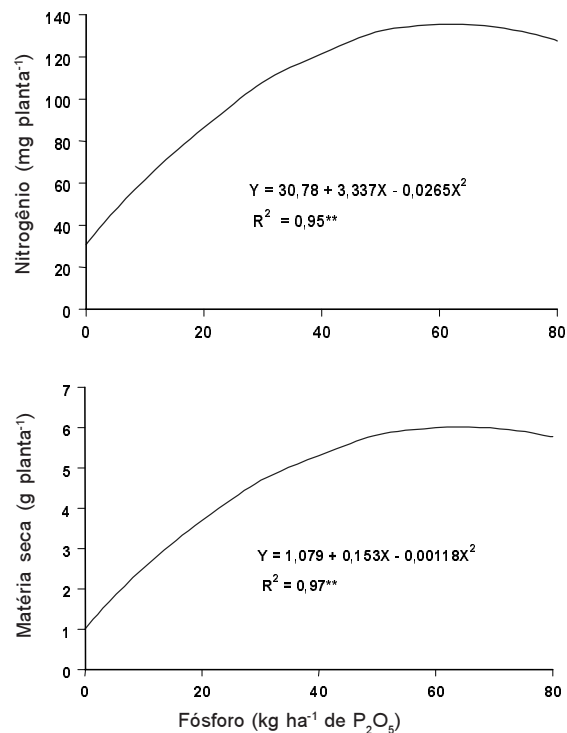 140
120
100
80
60
40
20
0
Nitrogênio (mg planta⁻¹)
Y = 30,78 + 3,337X - 0,0265X²
R² = 0,95**
0 20 40 60 80
7
6
5
4
3
2
1
0
Matéria seca (g planta⁻¹)
Y = 1,079 + 0,153X - 0,00118X²
R² = 0,97**
0 20 40 60 80
Fósforo (kg ha⁻¹ de P₂O₅)